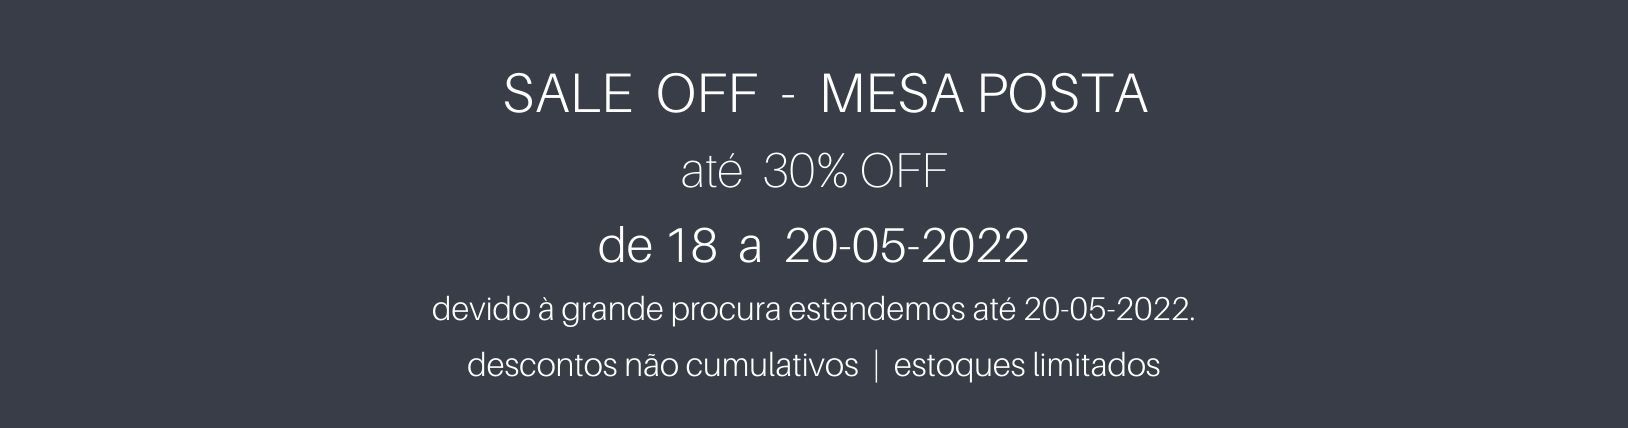 SALE OFF - MESA POSTA
até 30% OFF
de 18 a 20-05-2022
devido à grande procura estendemos até 20-05-2022.
descontos não cumulativos | estoques limitados